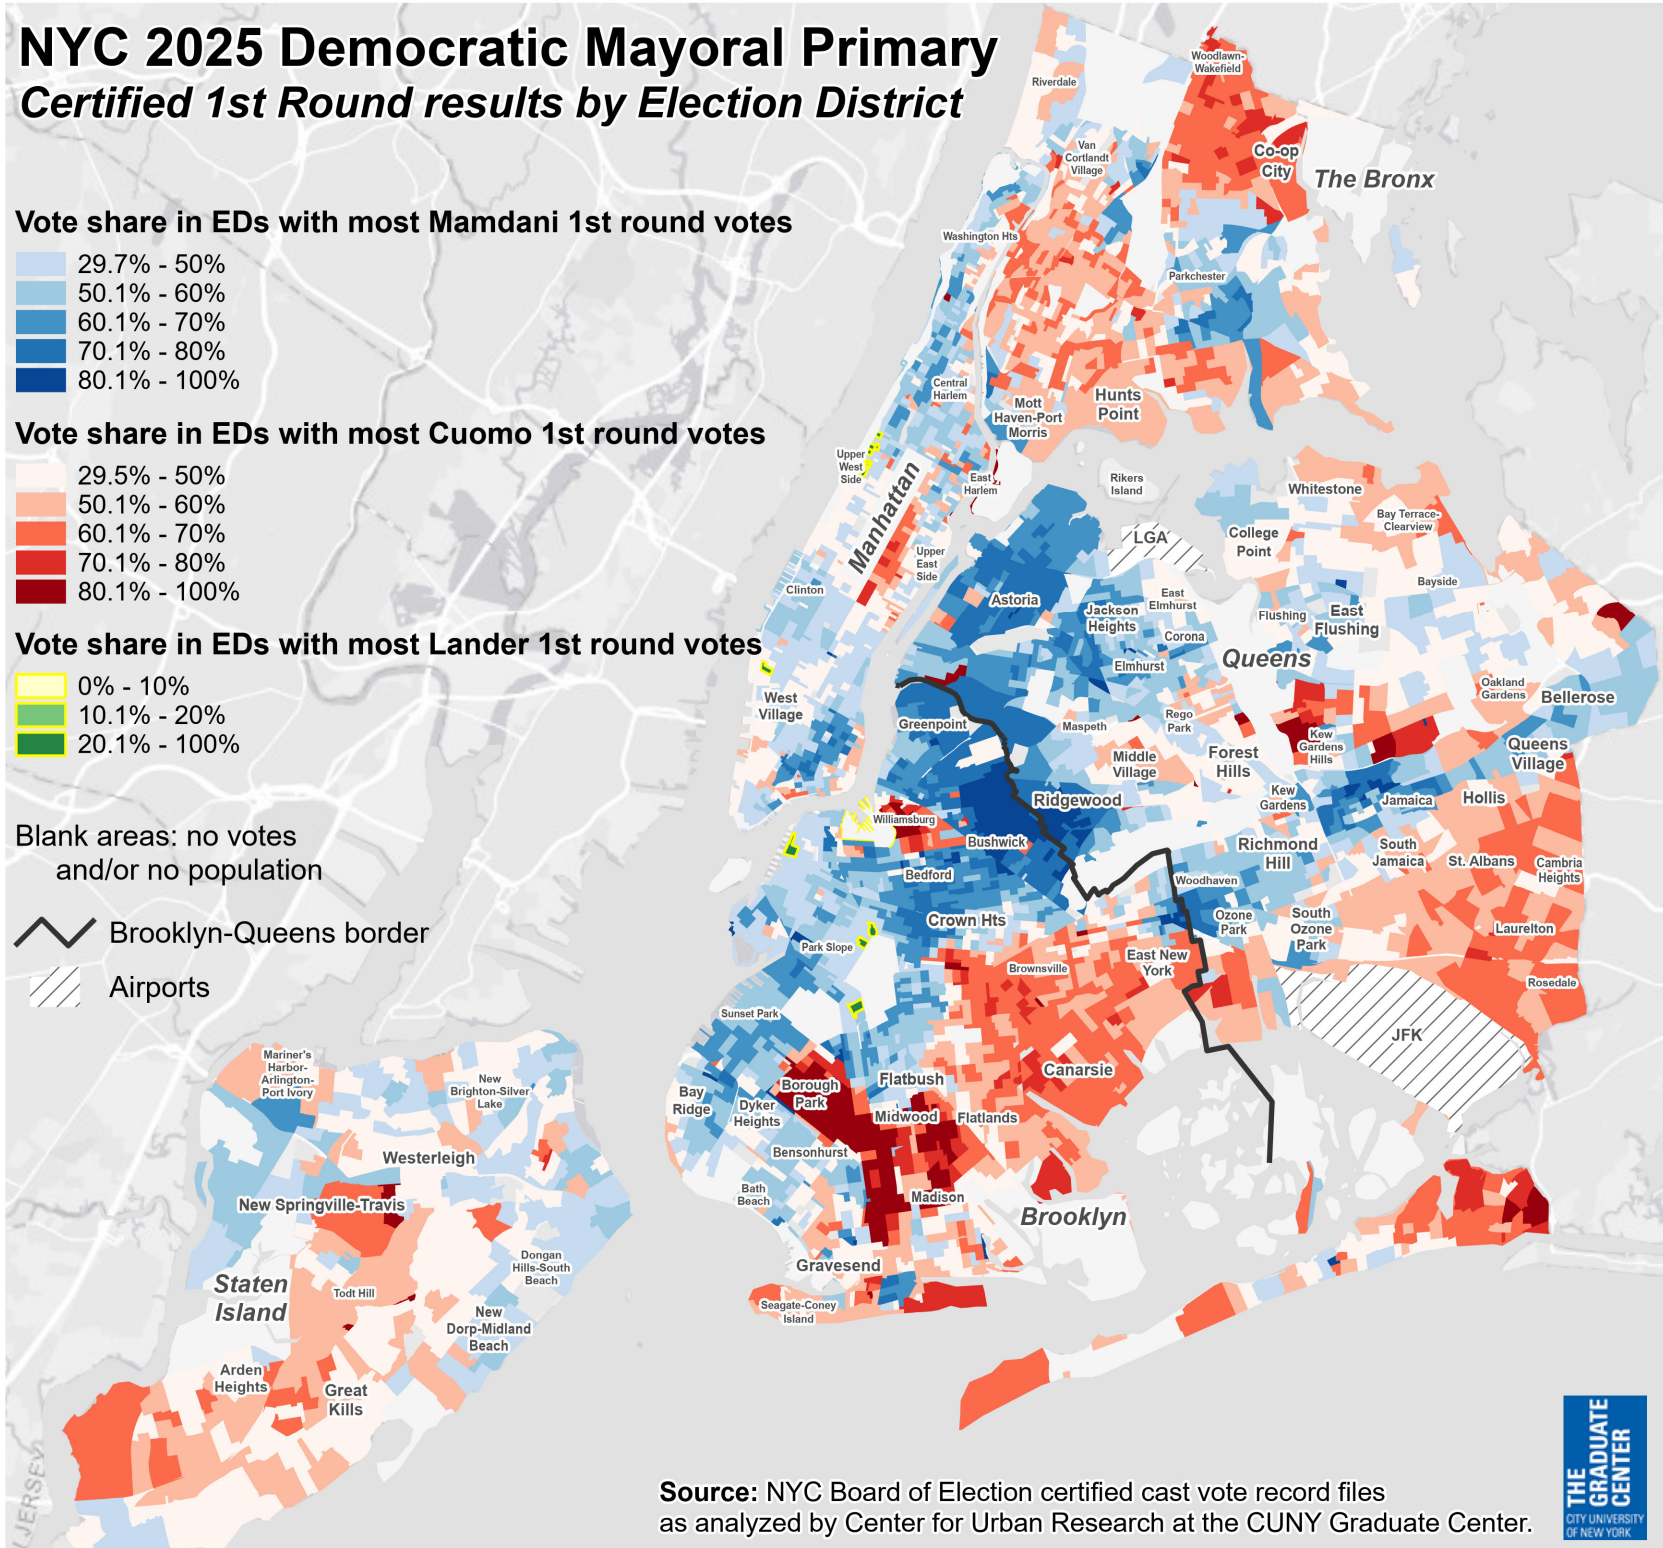 NYC 2025 Democratic Mayoral Primary
Certified 1st Round results by Election District
Vote share in EDs with most Mamdani 1st round votes
29.7% - 50%
50.1% - 60%
60.1% - 70%
70.1% - 80%
80.1% - 100%
Vote share in EDs with most Cuomo 1st round votes
29.5% - 50%
50.1% - 60%
60.1% - 70%
70.1% - 80%
80.1% - 100%
Vote share in EDs with most Lander 1st round votes
0% - 10%
10.1% - 20%
20.1% - 100%
Blank areas: no votes
and/or no population
Brooklyn-Queens border
Airports
Woodlawn-
Wakefield
Riverdale
Van
Cortlandt
Village
Co-op
City
The Bronx
Washington Hts
Parkchester
Central
Harlem
Mott
Haven-Port
Morris
Hunts
Point
Upper
West
Side
Manhattan
East
Harlem
Rikers
Island
Whitestone
Bay Terrace-
Clearview
College
Point
LGA
Upper
East
Side
Clinton
Astoria
Jackson
Heights
East
Elmhurst
Corona
Flushing
East
Flushing
Bayside
Elmhurst
Queens
Oakland
Gardens
Bellerose
West
Village
Greenpoint
Maspeth
Rego
Park
Kew
Gardens
Hills
Queens
Village
Middle
Village
Forest
Hills
Ridgewood
Kew
Gardens
Jamaica
Hollis
Williamsburg
Bushwick
Richmond
Hill
South
Jamaica
St. Albans
Cambria
Heights
Bedford
Woodhaven
Crown Hts
Ozone
Park
South
Ozone
Park
Laurelton
Park Slope
Brownsville
East New
York
Rosedale
Sunset Park
JFK
Mariner's
Harbor-
Arlington-
Port Ivory
New
Brighton-Silver
Lake
Bay
Ridge
Borough
Park
Flatbush
Canarsie
Dyker
Heights
Midwood
Flatlands
Westerleigh
Bensonhurst
New Springville-Travis
Bath
Beach
Madison
Brooklyn
Staten
Island
Dongan
Hills-South
Beach
Gravesend
Todt Hill
Seagate-Coney
Island
New
Dorp-Midland
Beach
Arden
Heights
Great
Kills
JERSEY
Source: NYC Board of Election certified cast vote record files
as analyzed by Center for Urban Research at the CUNY Graduate Center.
THE
GRADUATE
CENTER
CITY UNIVERSITY
OF NEW YORK